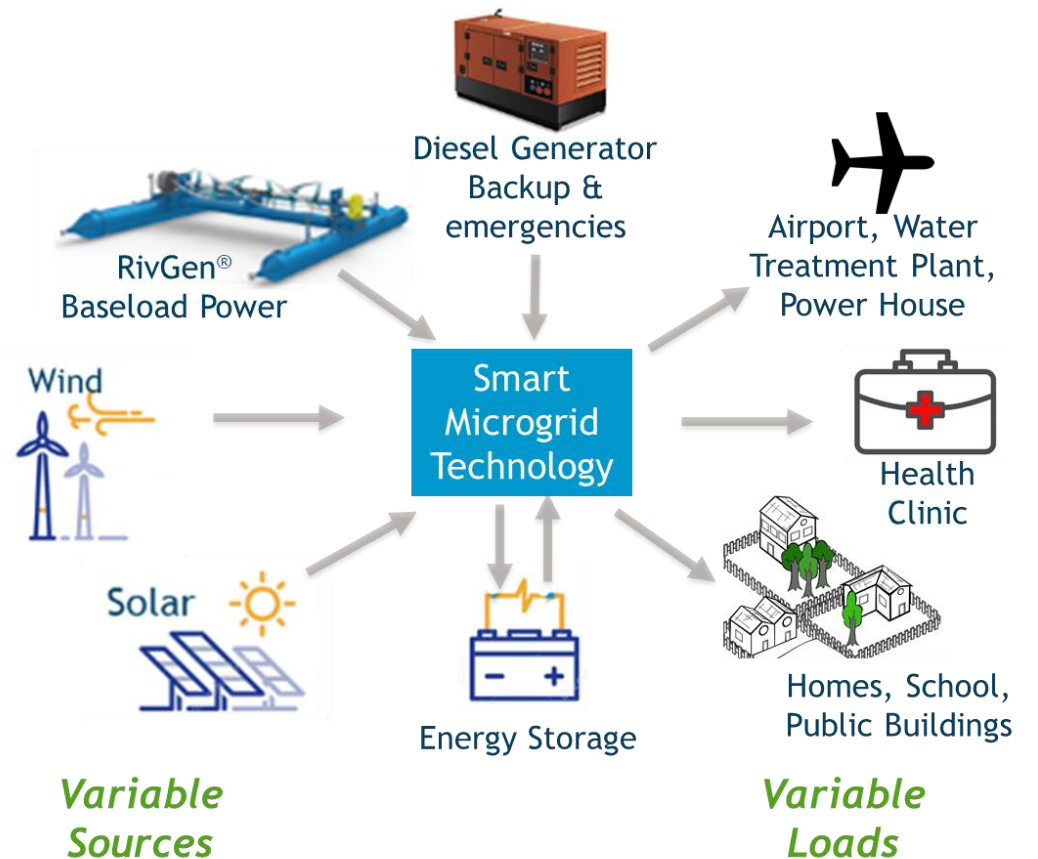 Diesel Generator
Backup &
emergencies
RivGen®
Baseload Power
Airport, Water
Treatment Plant,
Power House
Wind
Smart
Microgrid
Technology
Health
Clinic
Solar
Energy Storage
Homes, School,
Public Buildings
Variable
Sources
Variable
Loads